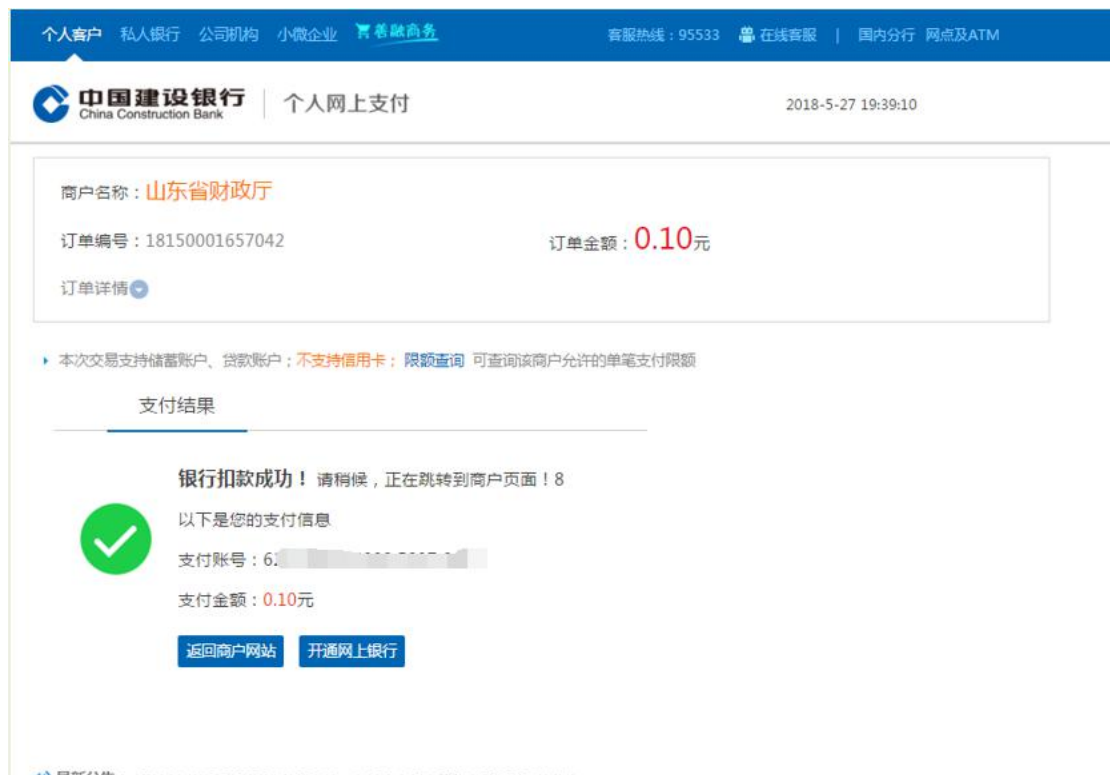 个人客户 私人银行 公司机构 小微企业 善融商务 客服热线：95533 在线客服 | 国内分行 网点及ATM
中国建设银行 China Construction Bank 个人网上支付 2018-5-27 19:39:10
商户名称：山东省财政厅
订单编号：18150001657042 订单金额：0.10元
订单详情
本次交易支持储蓄账户、贷款账户；不支持信用卡； 限额查询 可查询该商户允许的单笔支付限额
支付结果
银行扣款成功！请稍候，正在跳转到商户页面！8
以下是您的支付信息
支付账号：62
支付金额：0.10元
返回商户网站 开通网上银行
最新公告